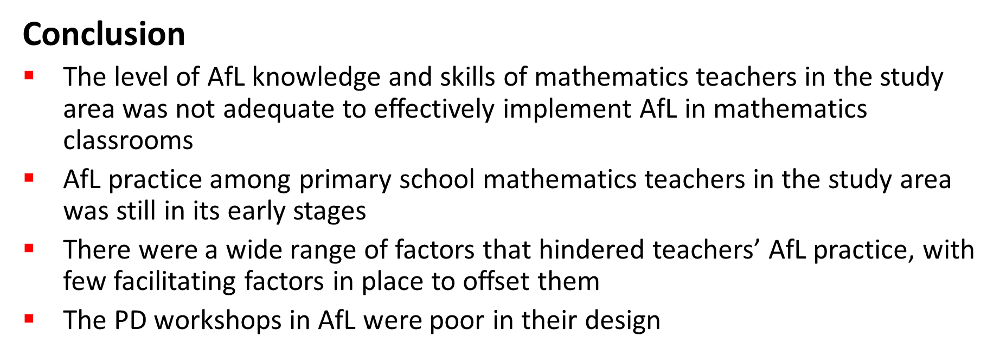 Conclusion
▪ The level of AfL knowledge and skills of mathematics teachers in the study
area was not adequate to effectively implement AfL in mathematics
classrooms
▪ AfL practice among primary school mathematics teachers in the study area
was still in its early stages
▪ There were a wide range of factors that hindered teachers’ AfL practice, with
few facilitating factors in place to offset them
▪ The PD workshops in AfL were poor in their design